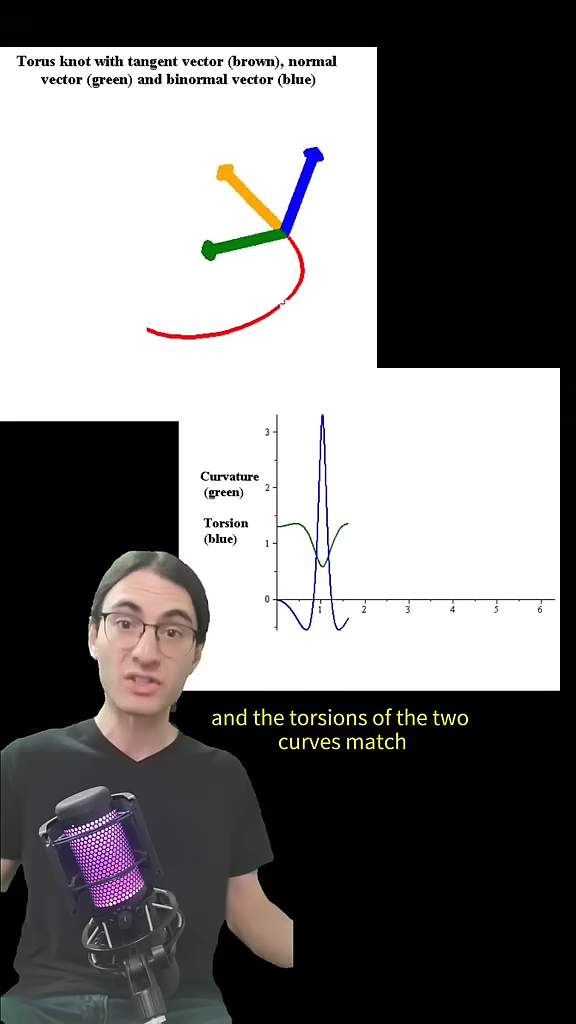 Torus knot with tangent vector (brown), normal
vector (green) and binormal vector (blue)
3
Curvature
2
(green)
Torsion
(blue)
1
0
1 2 3 4 5 6
and the torsions of the two
curves match